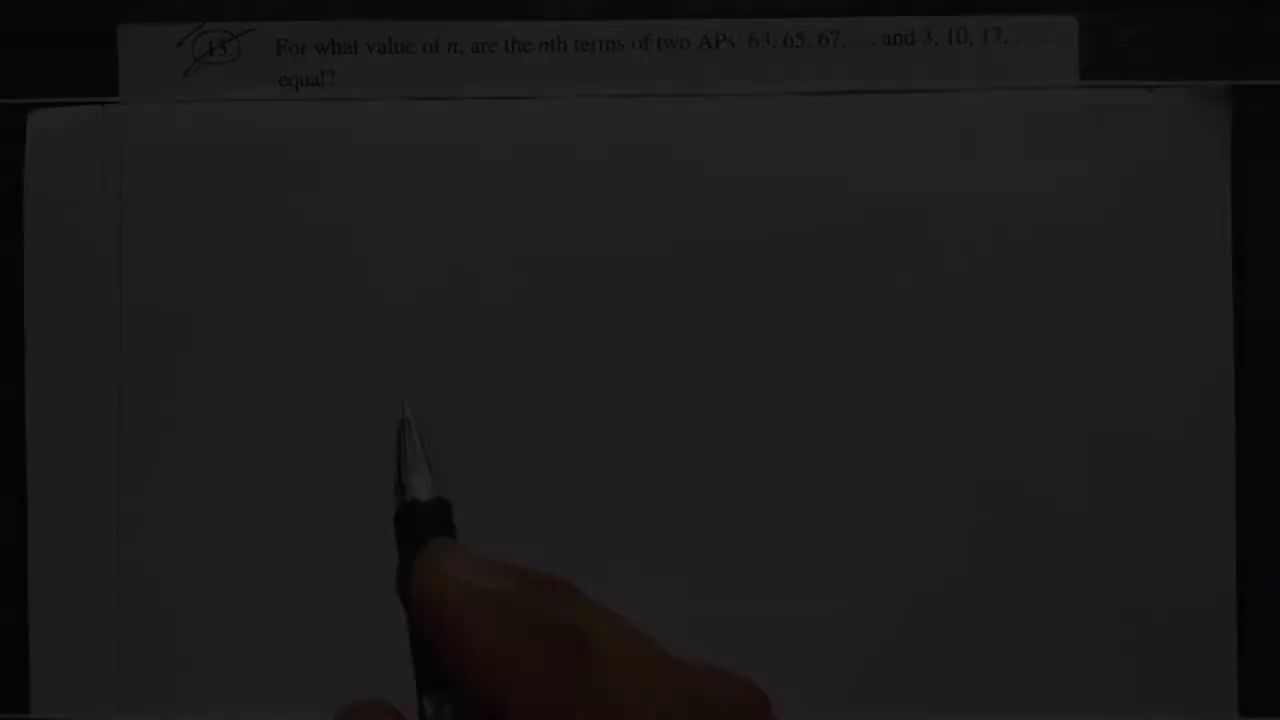 15. For what value of n, are the nth terms of two APs: 63, 65, 67, . . . and 3, 10, 17, . . .
equal?